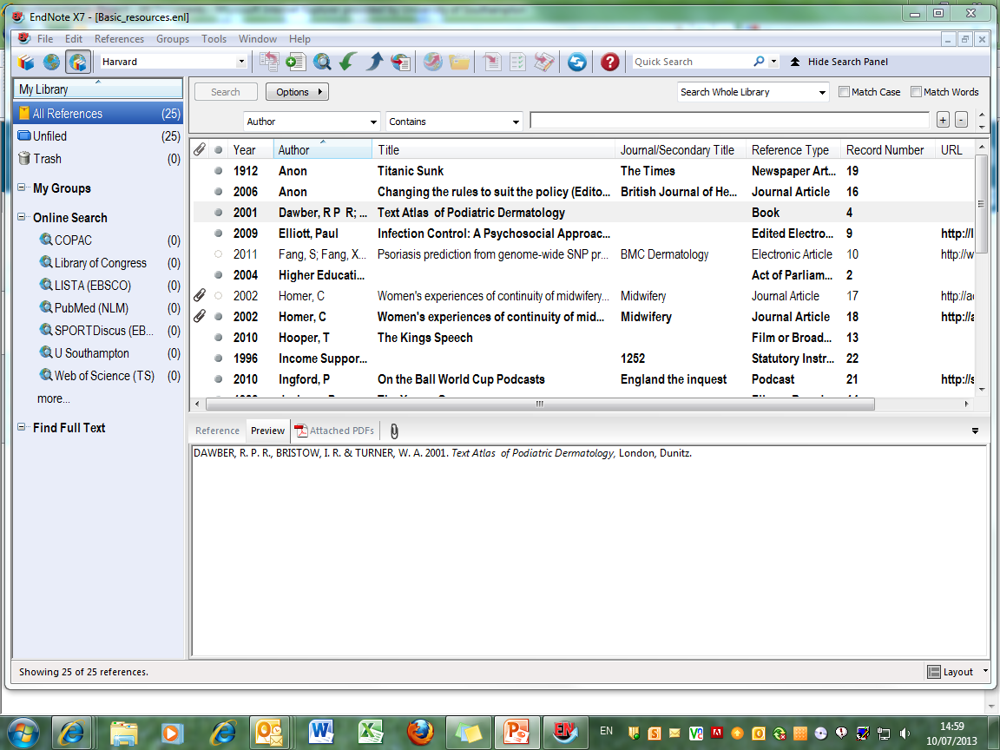 EndNote X7 - [Basic_resources.enl]
File Edit References Groups Tools Window Help
Harvard Quick Search Hide Search Panel
My Library
All References (25)
Unfiled (25)
Trash (0)
My Groups
Online Search
COPAC (0)
Library of Congress (0)
LISTA (EBSCO) (0)
PubMed (NLM) (0)
SPORTDiscus (EB... (0)
U Southampton (0)
Web of Science (TS) (0)
more...
Find Full Text
Search Options Search Whole Library Match Case Match Words
Author Contains + -
Year Author Title Journal/Secondary Title Reference Type Record Number URL
1912 Anon Titanic Sunk The Times Newspaper Art... 19
2006 Anon Changing the rules to suit the policy (Edito... British Journal of He... Journal Article 16
2001 Dawber, R P R; ... Text Atlas of Podiatric Dermatology Book 4
2009 Elliott, Paul Infection Control: A Psychosocial Approac... Edited Electro... 9 http://l
2011 Fang, S; Fang, X... Psoriasis prediction from genome-wide SNP pr... BMC Dermatology Electronic Article 10 http://w
2004 Higher Educati... Act of Parliam... 2
2002 Homer, C Women's experiences of continuity of midwifery... Midwifery Journal Article 17 http://a
2002 Homer, C Women's experiences of continuity of mid... Midwifery Journal Article 18 http://a
2010 Hooper, T The Kings Speech Film or Broad... 13
1996 Income Suppor... 1252 Statutory Instr... 22
2010 Ingford, P On the Ball World Cup Podcasts England the inquest Podcast 21 http://s
Reference Preview Attached PDFs
DAWBER, R. P. R., BRISTOW, I. R. & TURNER, W. A. 2001. Text Atlas of Podiatric Dermatology, London, Dunitz.
Showing 25 of 25 references.
Layout
EN
14:59
10/07/2013